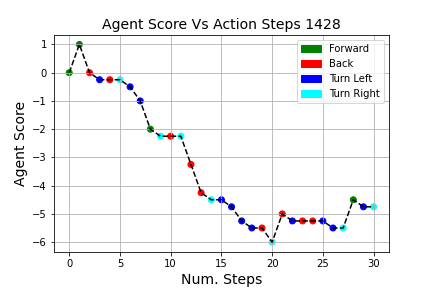 Agent Score Vs Action Steps 1428
Forward
Back
Turn Left
Turn Right
Agent Score
1
0
−1
−2
−3
−4
−5
−6
0 5 10 15 20 25 30
Num. Steps